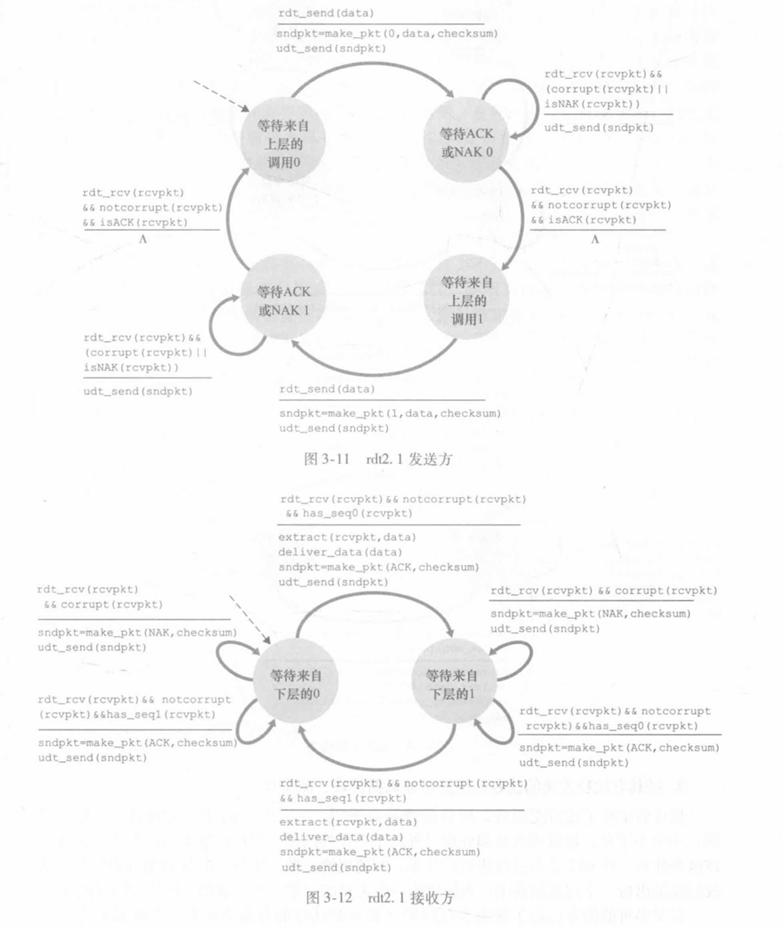 rdt_send(data)
sndpkt=make_pkt(0,data,checksum)
udt_send(sndpkt)
rdt_rcv(rcvpkt)&&
(corrupt(rcvpkt)||
isNAK(rcvpkt))
udt_send(sndpkt)
等待来自
上层的
调用0
等待ACK
或NAK 0
rdt_rcv(rcvpkt)
&& notcorrupt(rcvpkt)
&& isACK(rcvpkt)
Λ
rdt_rcv(rcvpkt)
&& notcorrupt(rcvpkt)
&& isACK(rcvpkt)
Λ
等待ACK
或NAK 1
等待来自
上层的
调用1
rdt_rcv(rcvpkt)&&
(corrupt(rcvpkt)||
isNAK(rcvpkt))
udt_send(sndpkt)
rdt_send(data)
sndpkt=make_pkt(1,data,checksum)
udt_send(sndpkt)
图 3-11 rdt2.1 发送方
rdt_rcv(rcvpkt)&& notcorrupt(rcvpkt)
&& has_seq0(rcvpkt)
extract(rcvpkt,data)
deliver_data(data)
sndpkt=make_pkt(ACK,checksum)
udt_send(sndpkt)
rdt_rcv(rcvpkt)
&& corrupt(rcvpkt)
sndpkt=make_pkt(NAK,checksum)
udt_send(sndpkt)
rdt_rcv(rcvpkt) && corrupt(rcvpkt)
sndpkt=make_pkt(NAK,checksum)
udt_send(sndpkt)
等待来自
下层的0
等待来自
下层的1
rdt_rcv(rcvpkt)&& notcorrupt
(rcvpkt)&&has_seq1(rcvpkt)
sndpkt=make_pkt(ACK,checksum)
udt_send(sndpkt)
rdt_rcv(rcvpkt)&& notcorrupt
rcvpkt)&&has_seq0(rcvpkt)
sndpkt=make_pkt(ACK,checksum)
udt_send(sndpkt)
rdt_rcv(rcvpkt) && notcorrupt(rcvpkt)
&& has_seq1(rcvpkt)
extract(rcvpkt,data)
deliver_data(data)
sndpkt=make_pkt(ACK,checksum)
udt_send(sndpkt)
图 3-12 rdt2.1 接收方